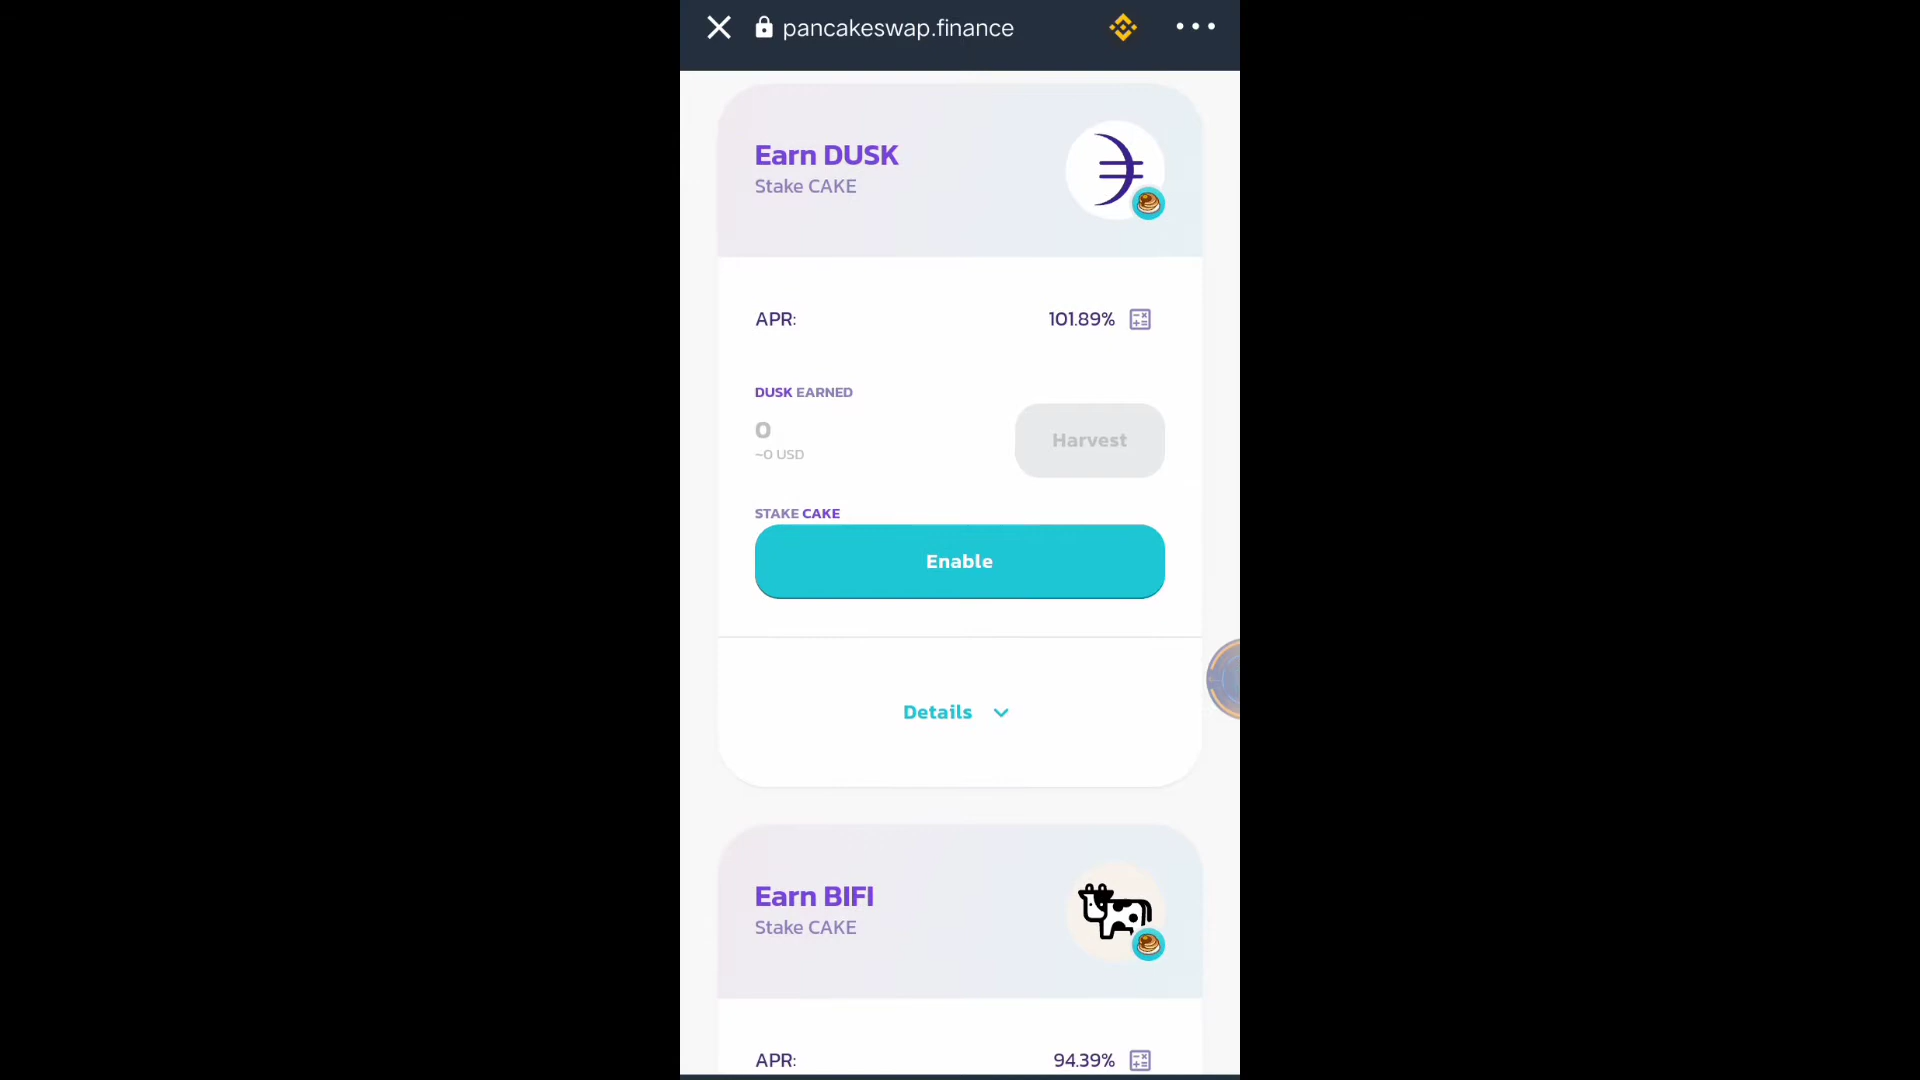 pancakeswap.finance
Earn DUSK
Stake CAKE
APR: 101.89%
DUSK EARNED
0
~0 USD
Harvest
STAKE CAKE
Enable
Details
Earn BIFI
Stake CAKE
APR: 94.39%